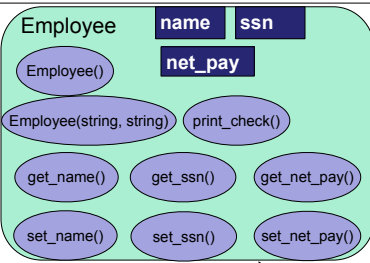 Employee name ssn
Employee() net_pay
Employee(string, string) print_check()
get_name() get_ssn() get_net_pay()
set_name() set_ssn() set_net_pay()